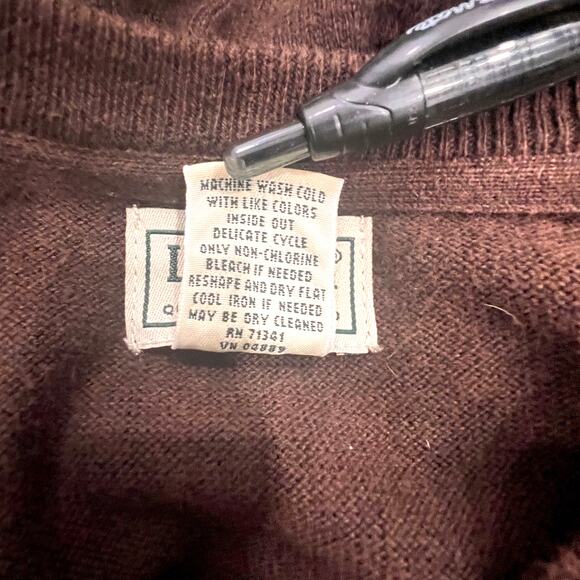 MACHINE WASH COLD
WITH LIKE COLORS
INSIDE OUT
DELICATE CYCLE
ONLY NON-CHLORINE
BLEACH IF NEEDED
RESHAPE AND DRY FLAT
COOL IRON IF NEEDED
MAY BE DRY CLEANED
RN 71341
VN 04889